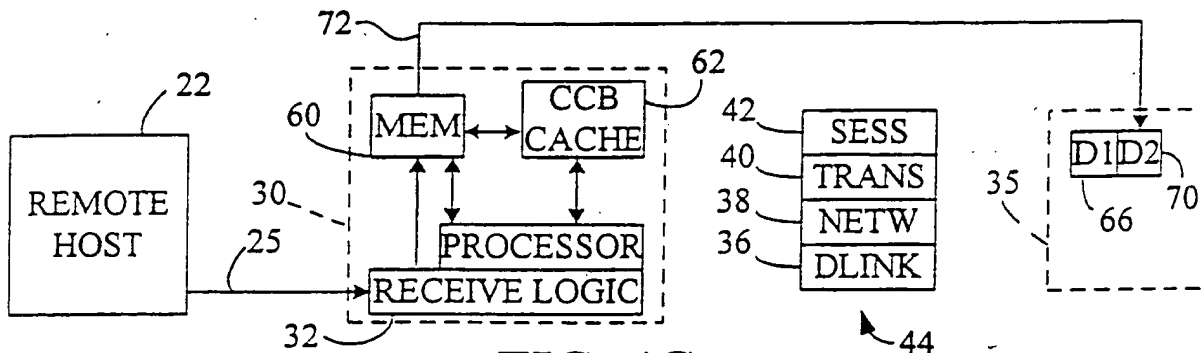 72
22
62
CCB
CACHE
MEM
60
42
SESS
40
TRANS
D1
D2
REMOTE
HOST
30
38
NETW
35
66
70
25
PROCESSOR
36
DLINK
RECEIVE LOGIC
32
44